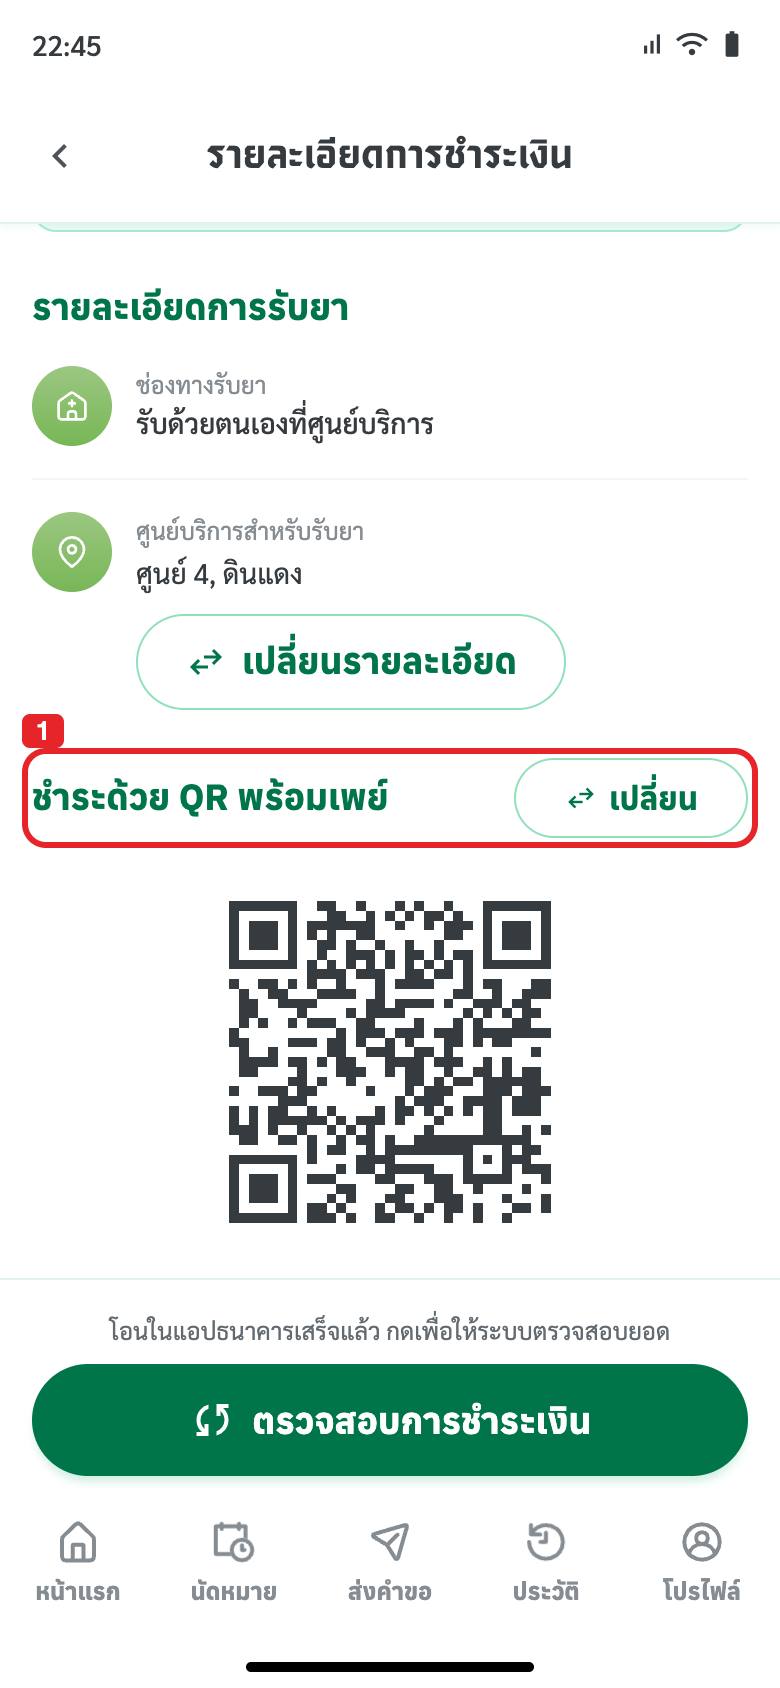 22:45
รายละเอียดการชำระเงิน
รายละเอียดการรับยา
ช่องทางรับยา
รับด้วยตนเองที่ศูนย์บริการ
ศูนย์บริการสำหรับรับยา
ศูนย์ 4, ดินแดง
เปลี่ยนรายละเอียด
1
ชำระด้วย QR พร้อมเพย์ เปลี่ยน
โอนในแอปธนาคารเสร็จแล้ว กดเพื่อให้ระบบตรวจสอบยอด
ตรวจสอบการชำระเงิน
หน้าแรก นัดหมาย ส่งคำขอ ประวัติ โปรไฟล์